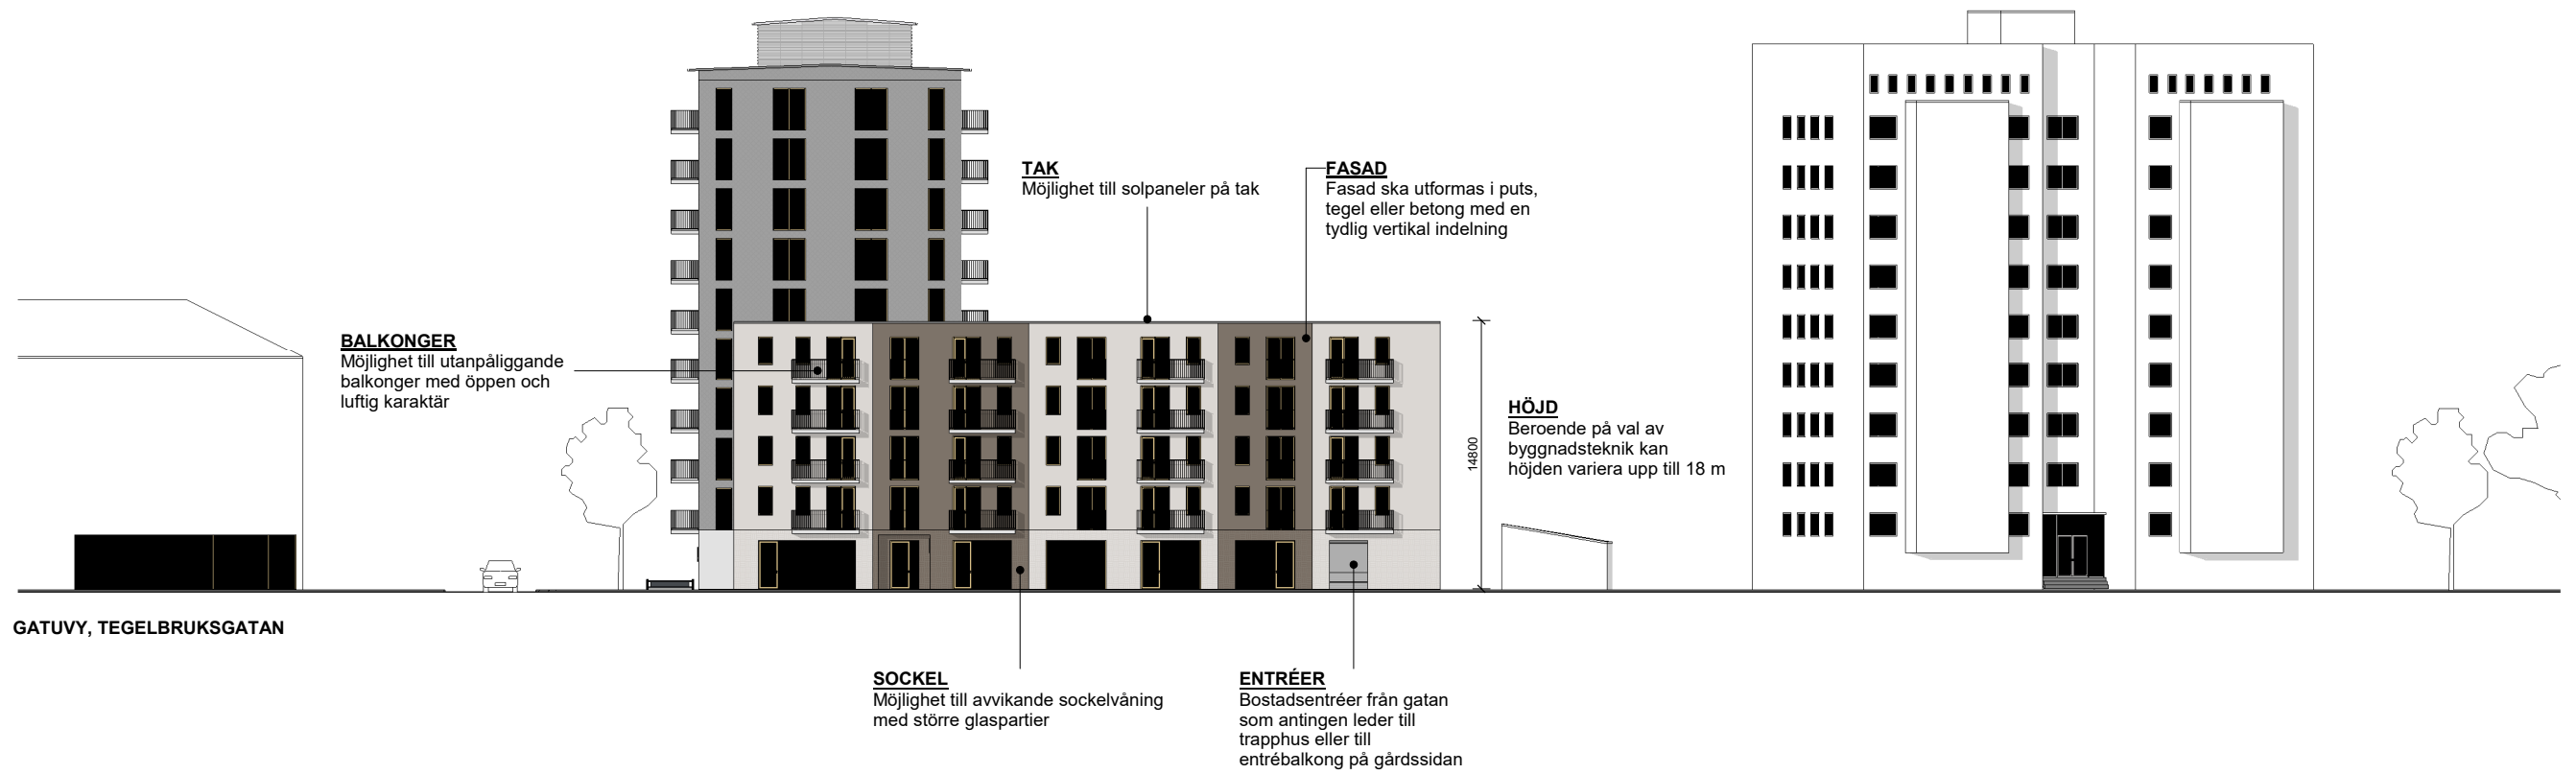 TAK
Möjlighet till solpaneler på tak
FASAD
Fasad ska utformas i puts,
tegel eller betong med en
tydlig vertikal indelning
BALKONGER
Möjlighet till utanpåliggande
balkonger med öppen och
luftig karaktär
14800
HÖJD
Beroende på val av
byggnadsteknik kan
höjden variera upp till 18 m
GATUVY, TEGELBRUKSGATAN
SOCKEL
Möjlighet till avvikande sockelvåning
med större glaspartier
ENTRÉER
Bostadsentréer från gatan
som antingen leder till
trapphus eller till
entrébalkong på gårdssidan